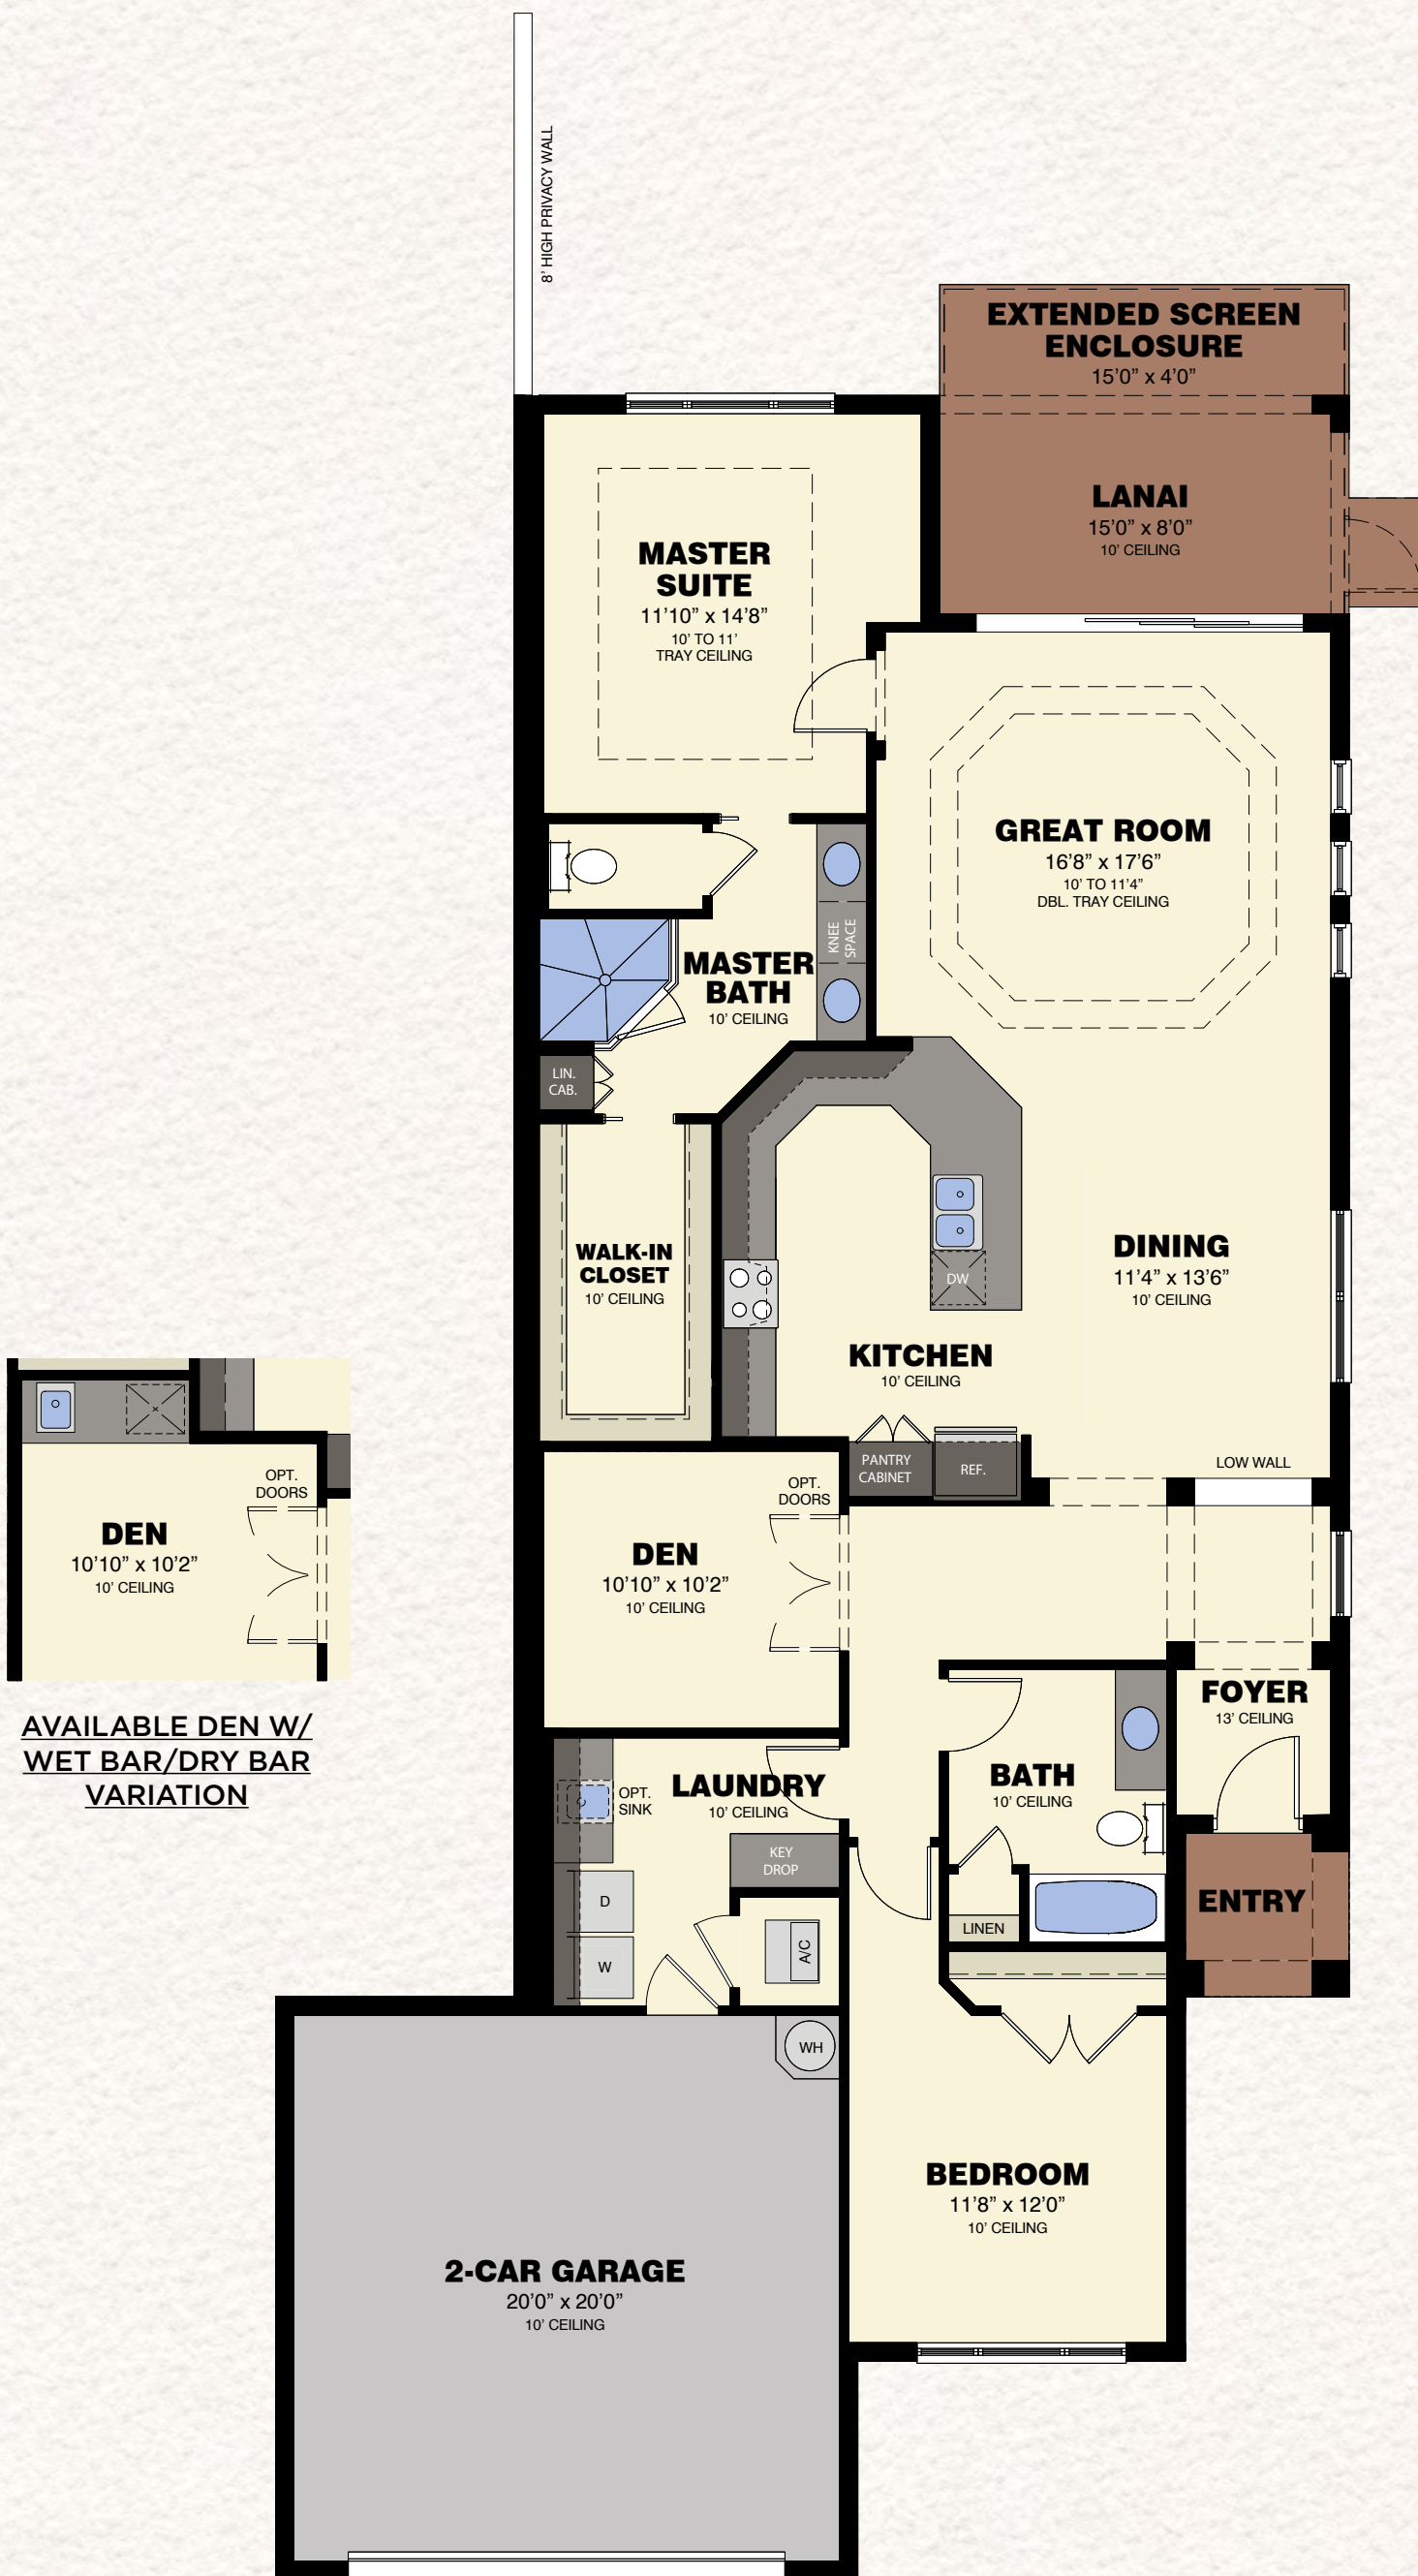 8’ HIGH PRIVACY WALL
EXTENDED SCREEN
ENCLOSURE
15’0” x 4’0”
LANAI
15’0” x 8’0”
10’ CEILING
MASTER
SUITE
11’10” x 14’8”
10’ TO 11’
TRAY CEILING
GREAT ROOM
16’8” x 17’6”
10’ TO 11’4”
DBL. TRAY CEILING
KNEE
SPACE
MASTER
BATH
10’ CEILING
LIN.
CAB.
WALK-IN
CLOSET
10’ CEILING
DW
DINING
11’4” x 13’6”
10’ CEILING
KITCHEN
10’ CEILING
PANTRY
CABINET
REF.
LOW WALL
OPT.
DOORS
DEN
10’10” x 10’2”
10’ CEILING
OPT.
DOORS
DEN
10’10” x 10’2”
10’ CEILING
AVAILABLE DEN W/
WET BAR/DRY BAR
VARIATION
FOYER
13’ CEILING
LAUNDRY
10’ CEILING
OPT.
SINK
KEY
DROP
D
W
A/C
BATH
10’ CEILING
LINEN
ENTRY
WH
BEDROOM
11’8” x 12’0”
10’ CEILING
2-CAR GARAGE
20’0” x 20’0”
10’ CEILING